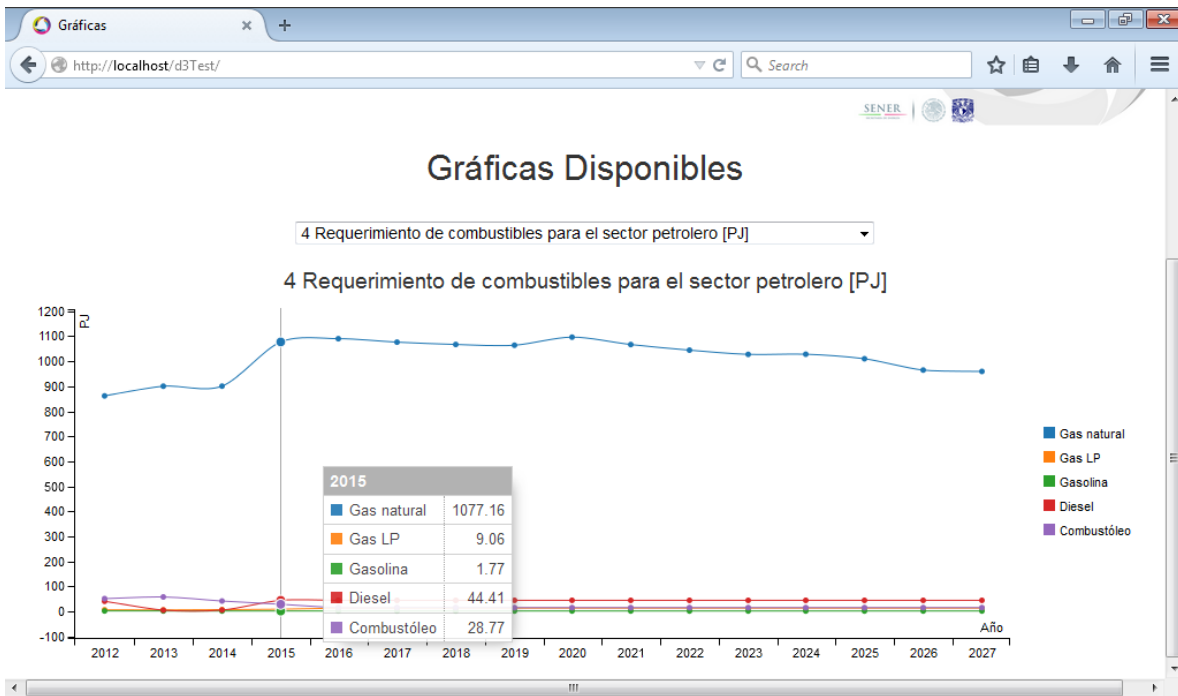 Gráficas
http://localhost/d3Test/
Search
SENER
Gráficas Disponibles
4 Requerimiento de combustibles para el sector petrolero [PJ]
4 Requerimiento de combustibles para el sector petrolero [PJ]
PJ
1200
1100
1000
900
800
700
600
500
400
300
200
100
0
-100
Gas natural
Gas LP
Gasolina
Diesel
Combustóleo
2015
Gas natural 1077.16
Gas LP 9.06
Gasolina 1.77
Diesel 44.41
Combustóleo 28.77
Año
2012 2013 2014 2015 2016 2017 2018 2019 2020 2021 2022 2023 2024 2025 2026 2027